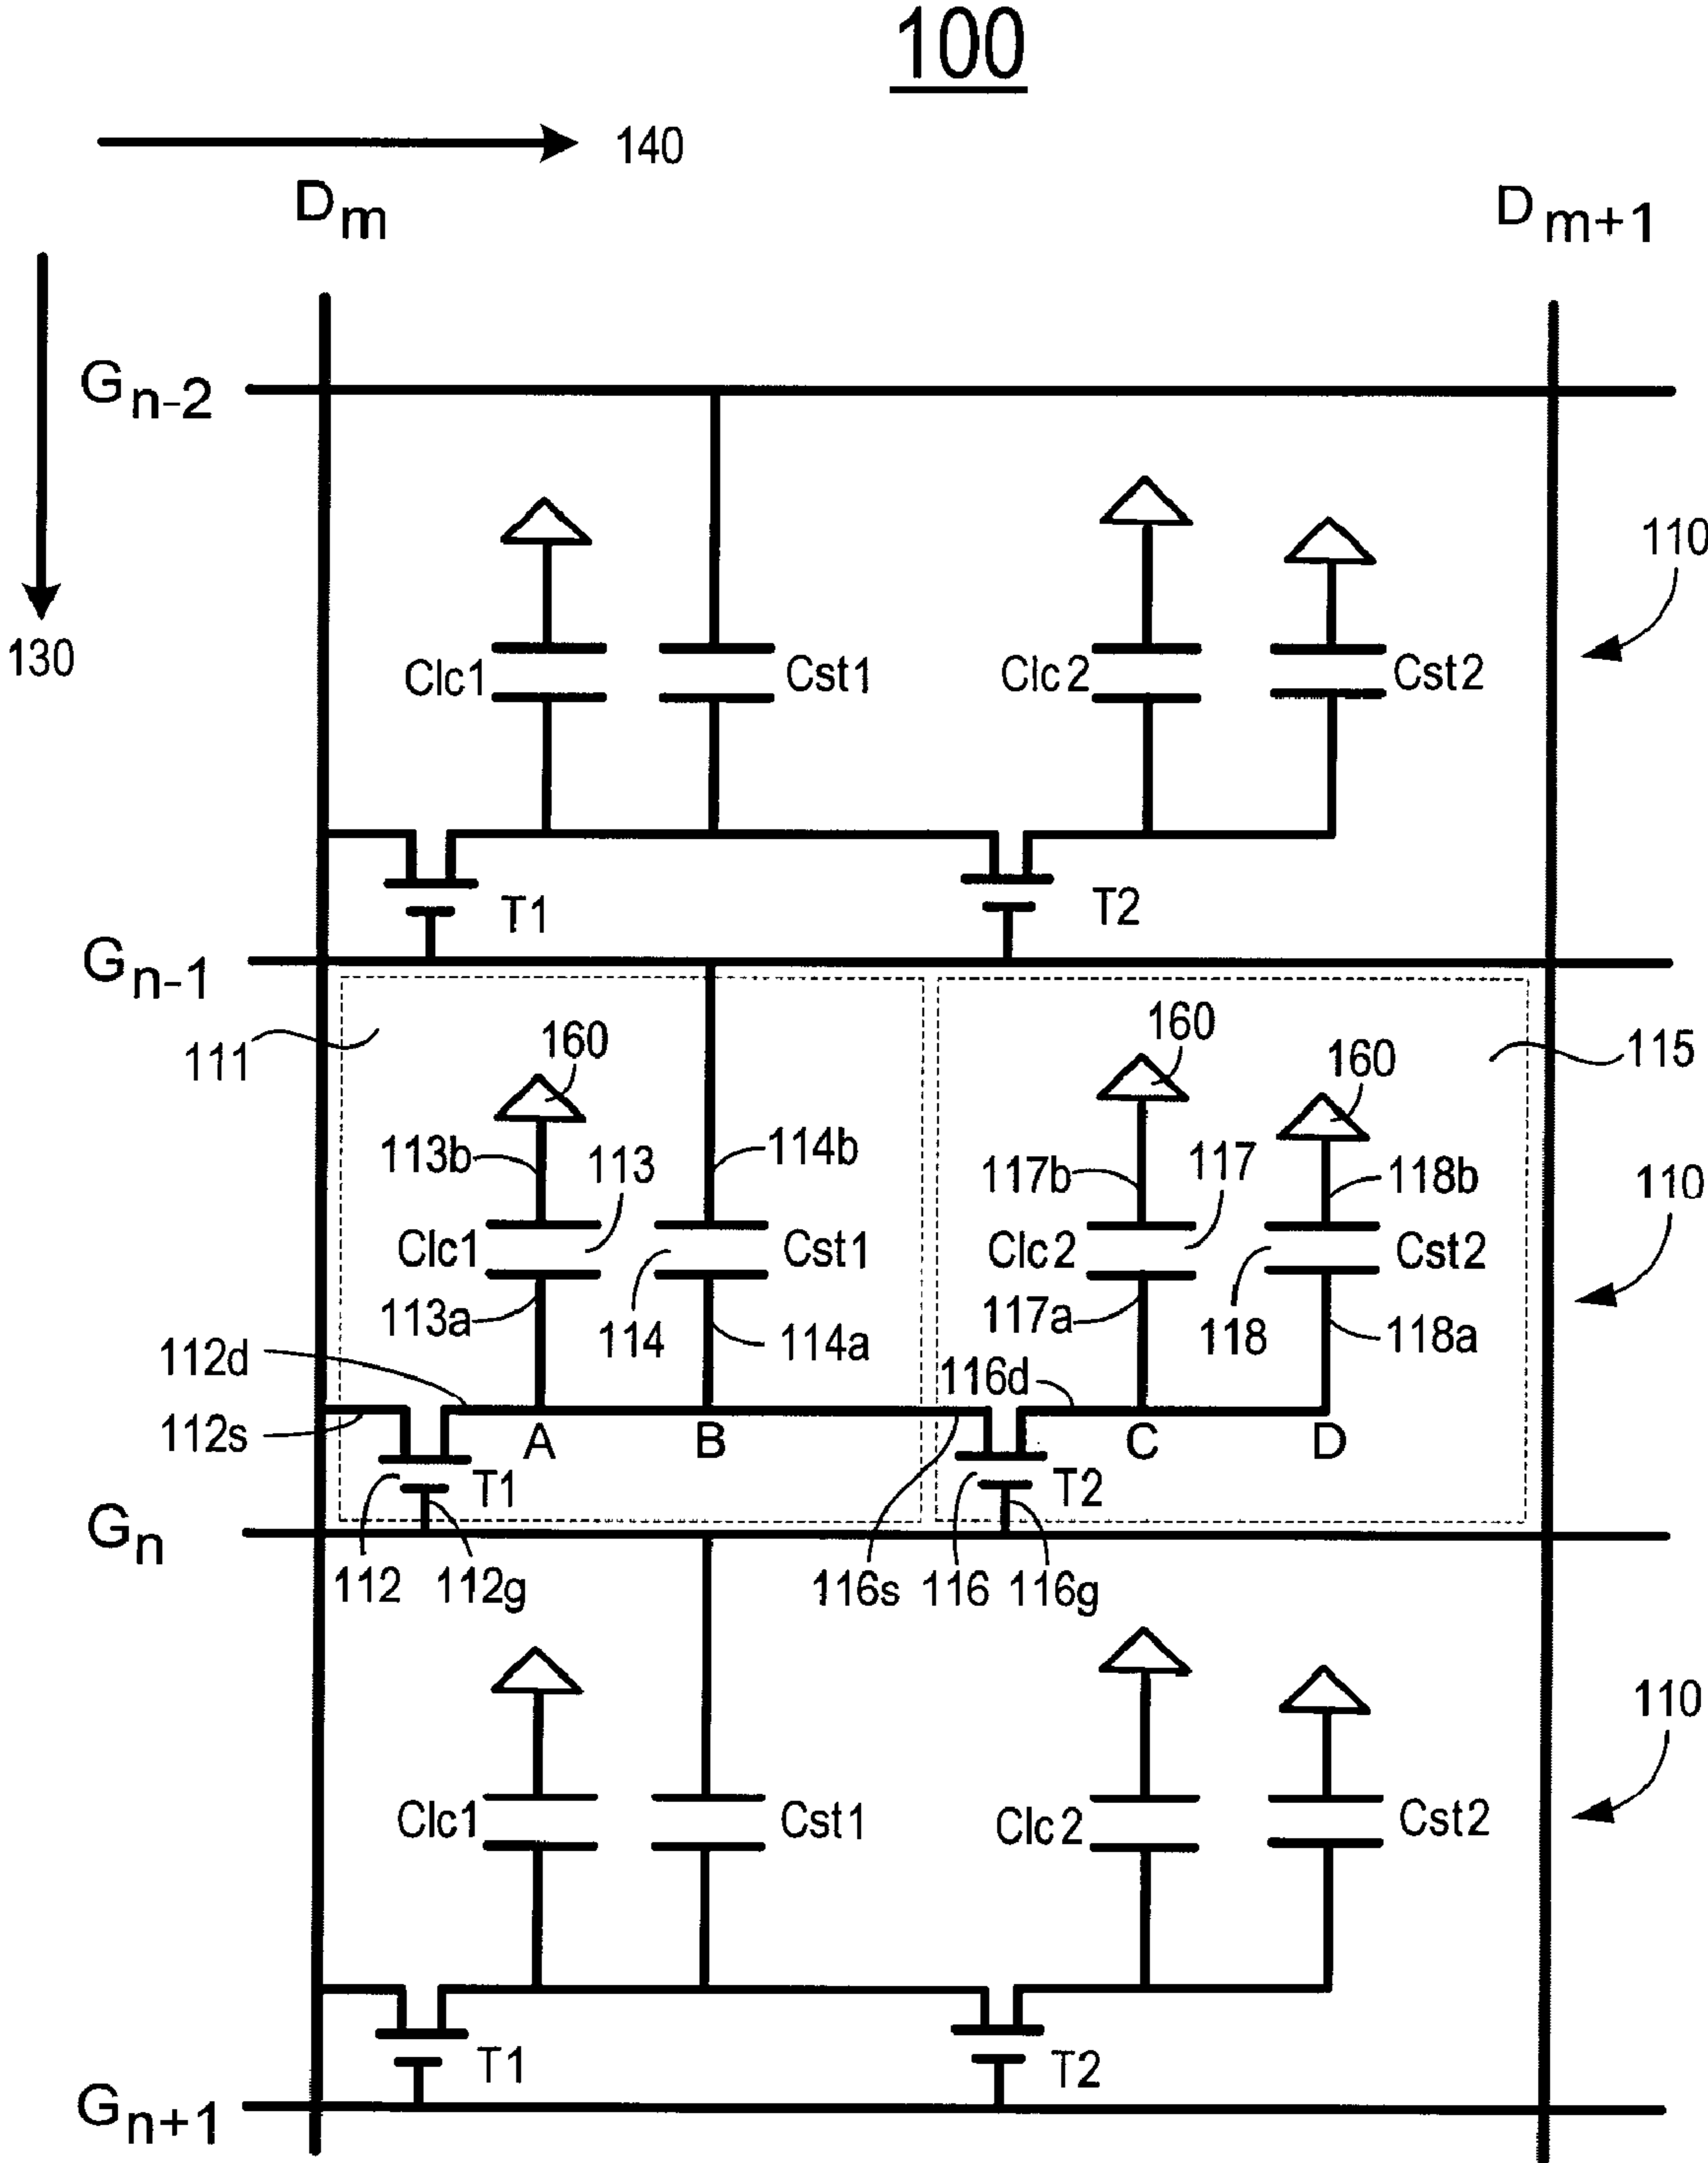 100
140
Dm
Dm+1
130
Gn-2
110
Clc1
Cst1
Clc2
Cst2
T1
T2
Gn-1
111
160
160
160
115
113b
113
114b
117b
117
118b
110
Clc1
Cst1
Clc2
Cst2
113a
114
114a
117a
118
118a
112d
116d
112s
A
B
C
D
T1
T2
Gn
112
112g
116s
116
116g
110
Clc1
Cst1
Clc2
Cst2
T1
T2
Gn+1